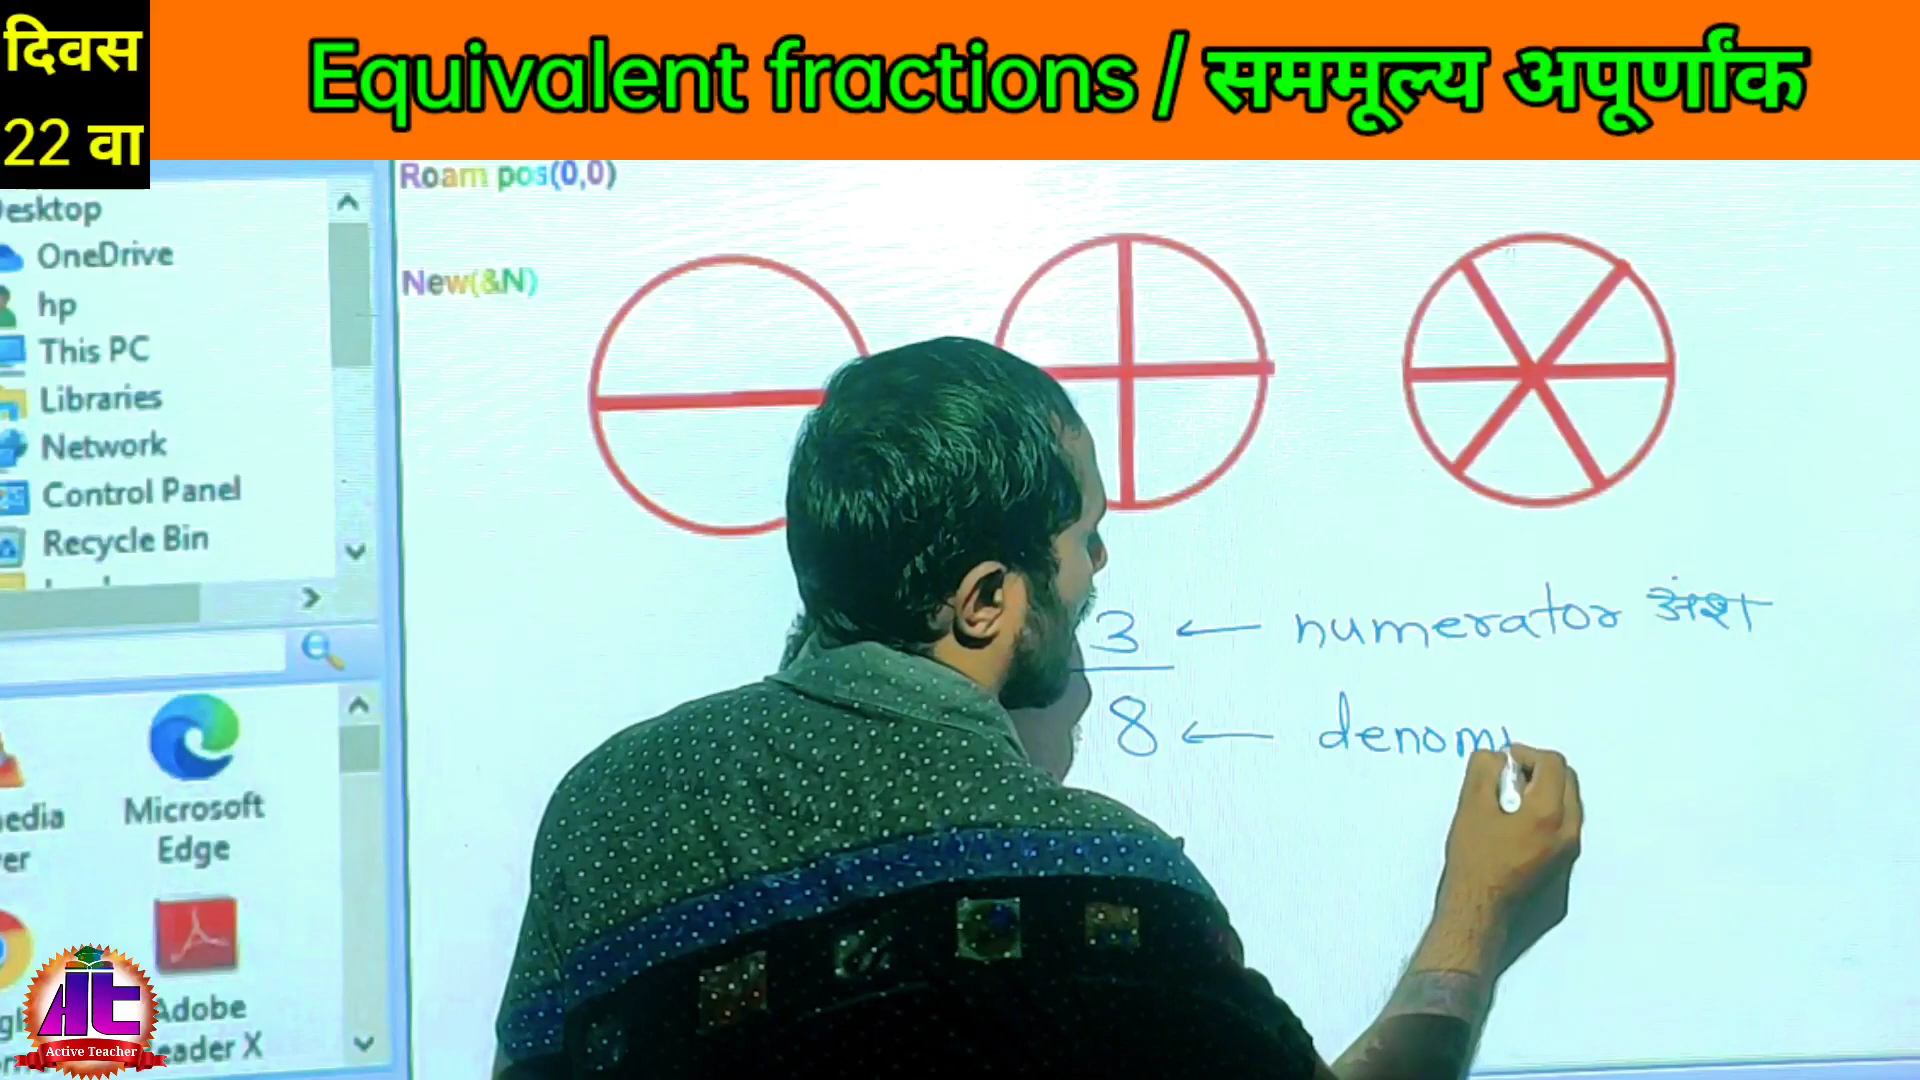 दिवस
22 वा
Equivalent fractions / सममूल्य अपूर्णांक
Roam pos(0,0)
New(&N)
esktop
OneDrive
hp
This PC
Libraries
Network
Control Panel
Recycle Bin
3 ← numerator अंश
8 ← denom
edia
er
Microsoft
Edge
Adobe
eader X
At
Active Teacher